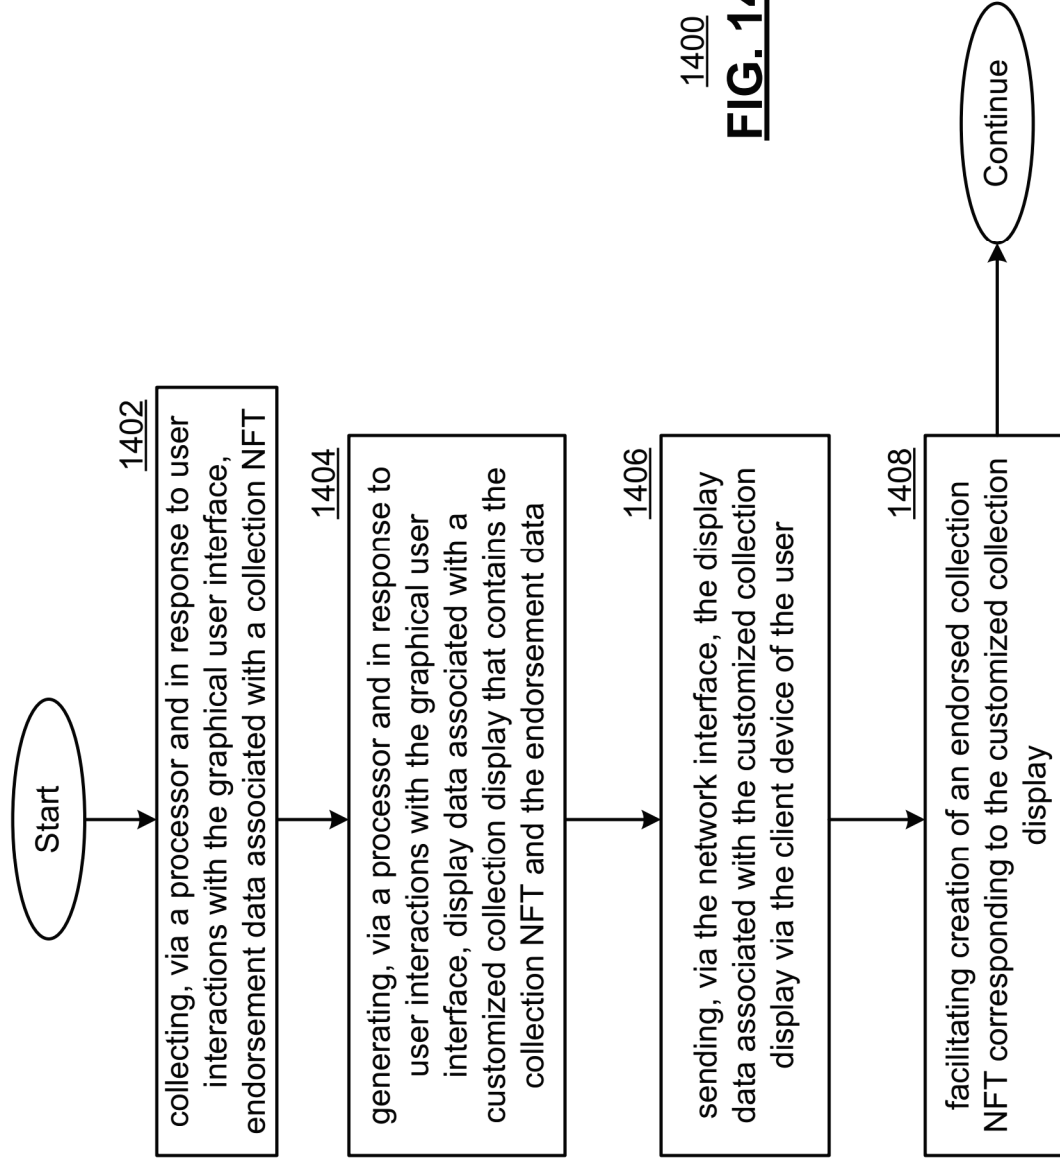 Start
1402
collecting, via a processor and in response to user
interactions with the graphical user interface,
endorsement data associated with a collection NFT
1404
generating, via a processor and in response to
user interactions with the graphical user
interface, display data associated with a
customized collection display that contains the
collection NFT and the endorsement data
1406
sending, via the network interface, the display
data associated with the customized collection
display via the client device of the user
1408
facilitating creation of an endorsed collection
NFT corresponding to the customized collection
display
Continue
1400
FIG. 14